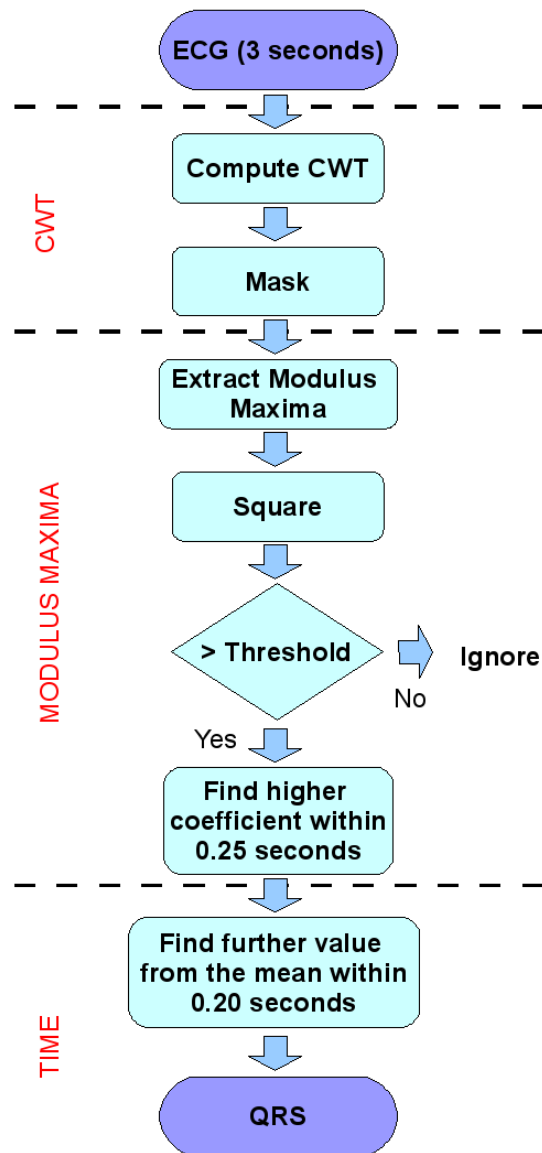 ECG (3 seconds)
CWT
Compute CWT
Mask
MODULUS MAXIMA
Extract Modulus
Maxima
Square
> Threshold
Ignore
No
Yes
Find higher
coefficient within
0.25 seconds
TIME
Find further value
from the mean within
0.20 seconds
QRS